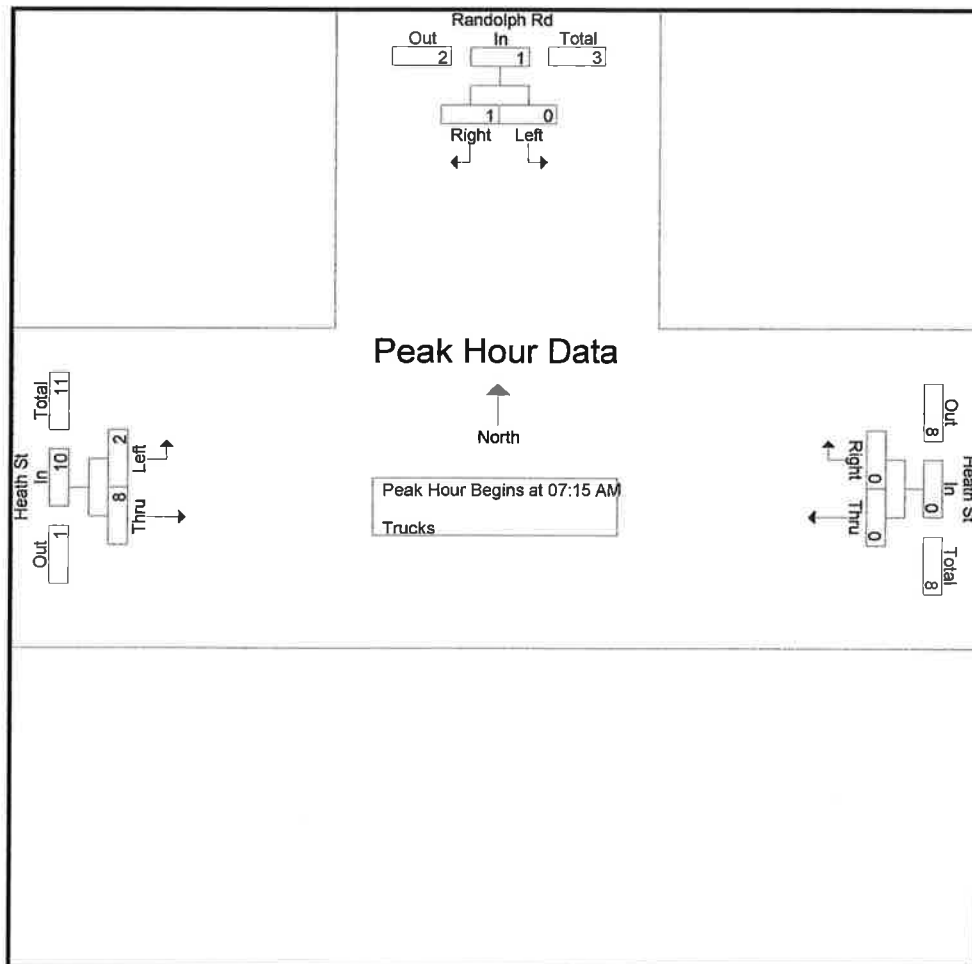 Randolph Rd
Out In Total
2 1 3
1 0
Right Left
Peak Hour Data
North
Peak Hour Begins at 07:15 AM
Trucks
Heath St
Out In Total
1 10 11
2 8
Left Thru
Heath St
Out In Total
8 0 8
0 0
Right Thru